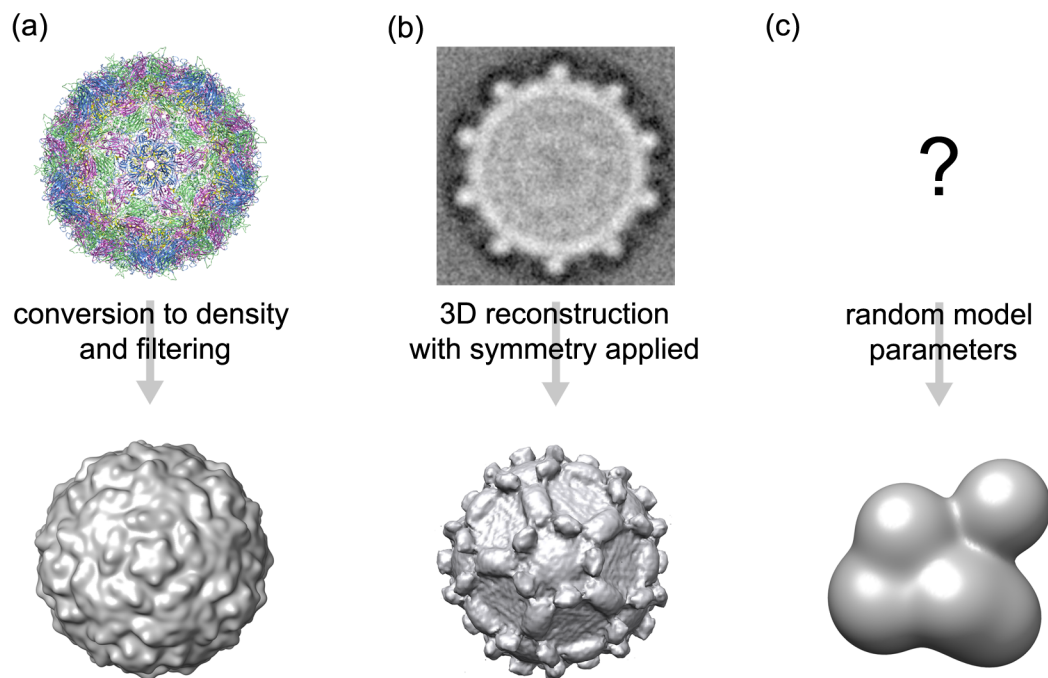 (a)
(b)
(c)
?
conversion to density
and filtering
3D reconstruction
with symmetry applied
random model
parameters